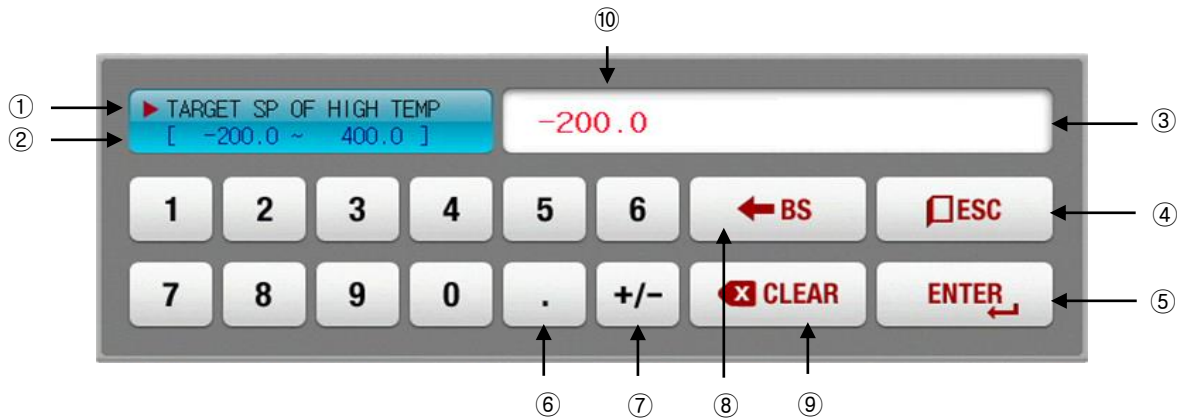 ⑩
① ▶ TARGET SP OF HIGH TEMP
② [ -200.0 ~ 400.0 ]
-200.0 ③
1 2 3 4 5 6 BS ESC ④
7 8 9 0 . +/- CLEAR ENTER ⑤
⑥ ⑦ ⑧ ⑨